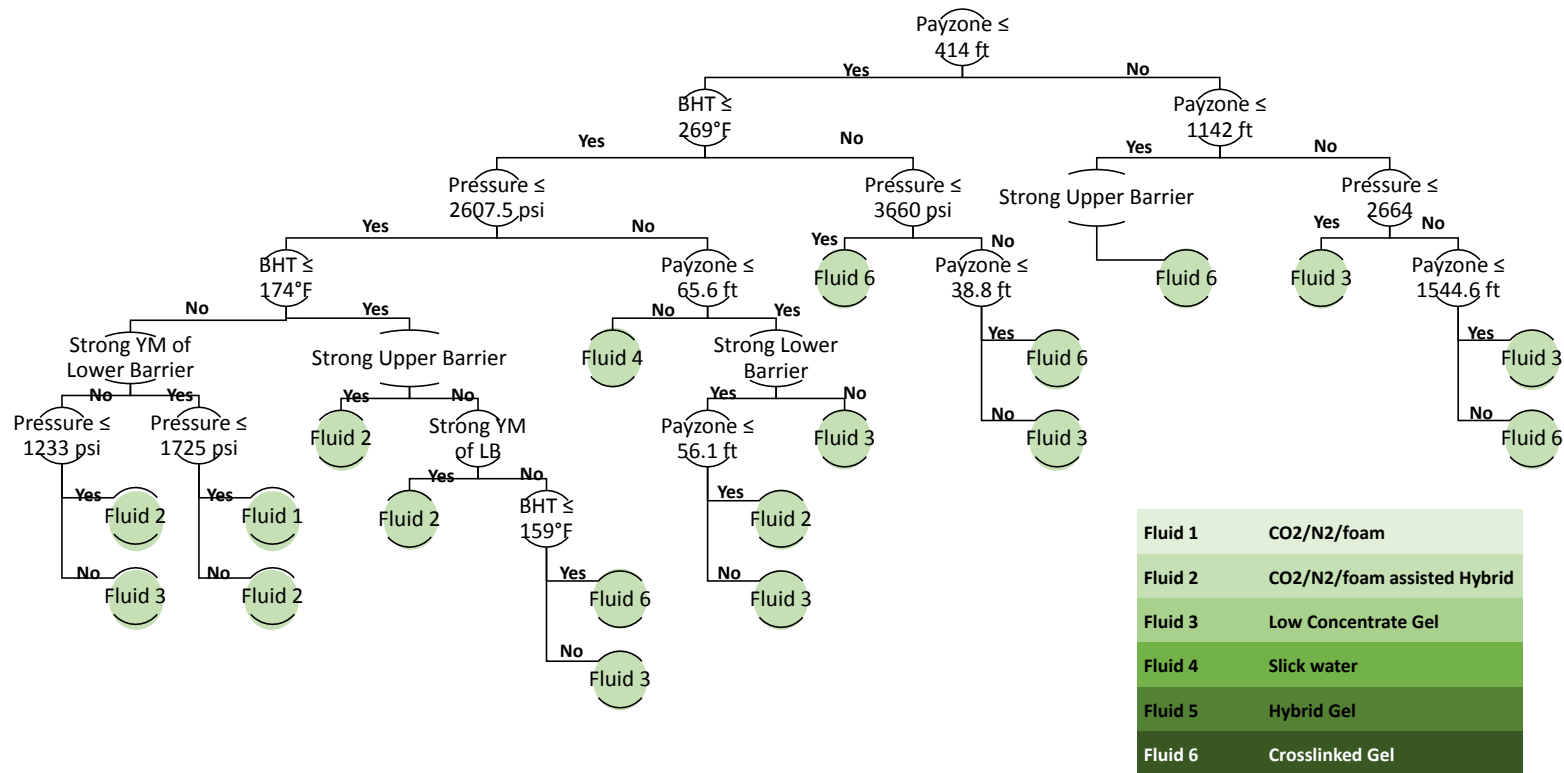 Payzone ≤
414 ft
Yes
No
BHT ≤
269°F
Payzone ≤
1142 ft
Yes
No
Yes
No
Pressure ≤
2607.5 psi
Pressure ≤
3660 psi
Strong Upper Barrier
Pressure ≤
2664
Yes
No
Yes
No
Yes
No
BHT ≤
174°F
Payzone ≤
65.6 ft
Fluid 6
Payzone ≤
38.8 ft
Fluid 6
Fluid 3
Payzone ≤
1544.6 ft
No
Yes
No
Yes
Yes
Yes
Strong YM of
Lower Barrier
Strong Upper Barrier
Fluid 4
Strong Lower
Barrier
Fluid 6
Fluid 3
No
Yes
Yes
No
Yes
No
No
No
Pressure ≤
1233 psi
Pressure ≤
1725 psi
Fluid 2
Strong YM
of LB
Payzone ≤
56.1 ft
Fluid 3
Fluid 3
Fluid 6
Yes
No
Yes
Yes
Yes
Fluid 2
Fluid 1
Fluid 2
BHT ≤
159°F
Fluid 2
No
No
Yes
No
Fluid 3
Fluid 2
Fluid 6
Fluid 3
No
Fluid 3
Fluid 1 CO2/N2/foam
Fluid 2 CO2/N2/foam assisted Hybrid
Fluid 3 Low Concentrate Gel
Fluid 4 Slick water
Fluid 5 Hybrid Gel
Fluid 6 Crosslinked Gel